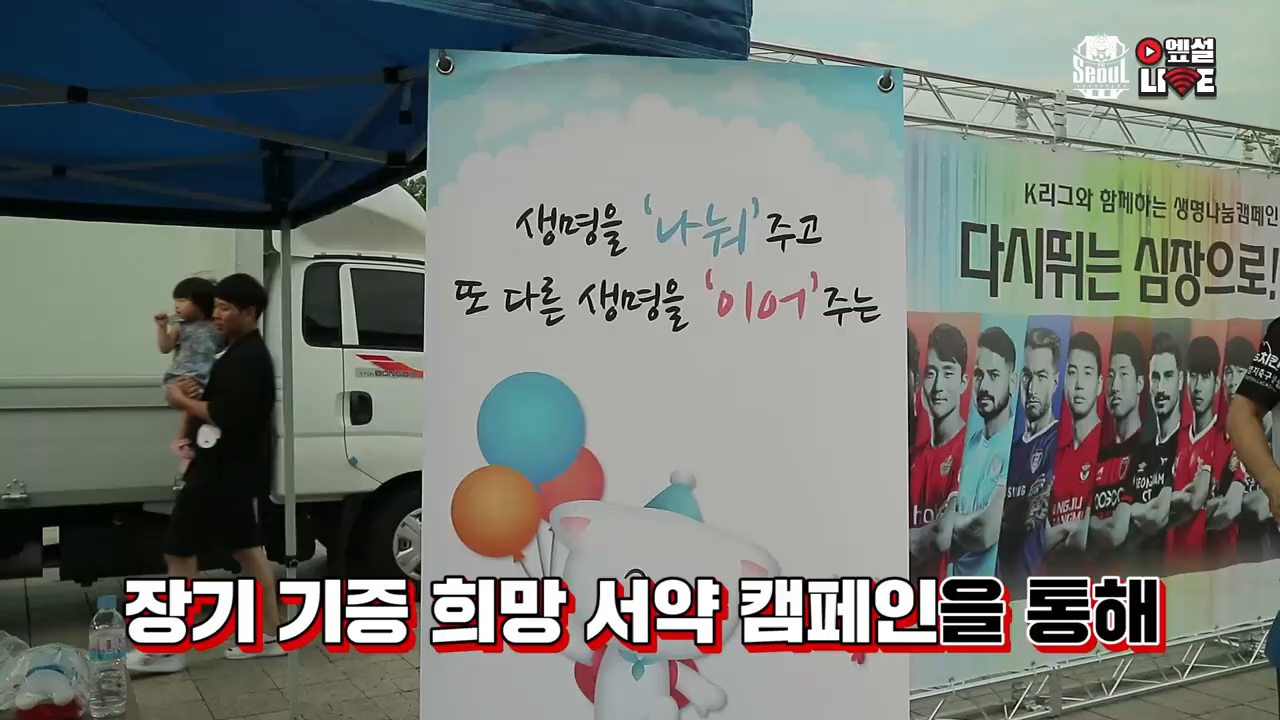 Seoul
엪설
LIVE
생명을 '나눠'주고
또 다른 생명을 '이어'주는
K리그와 함께하는 생명나눔캠페인
다시뛰는 심장으로!
BONGO
장기 기증 희망 서약 캠페인을 통해